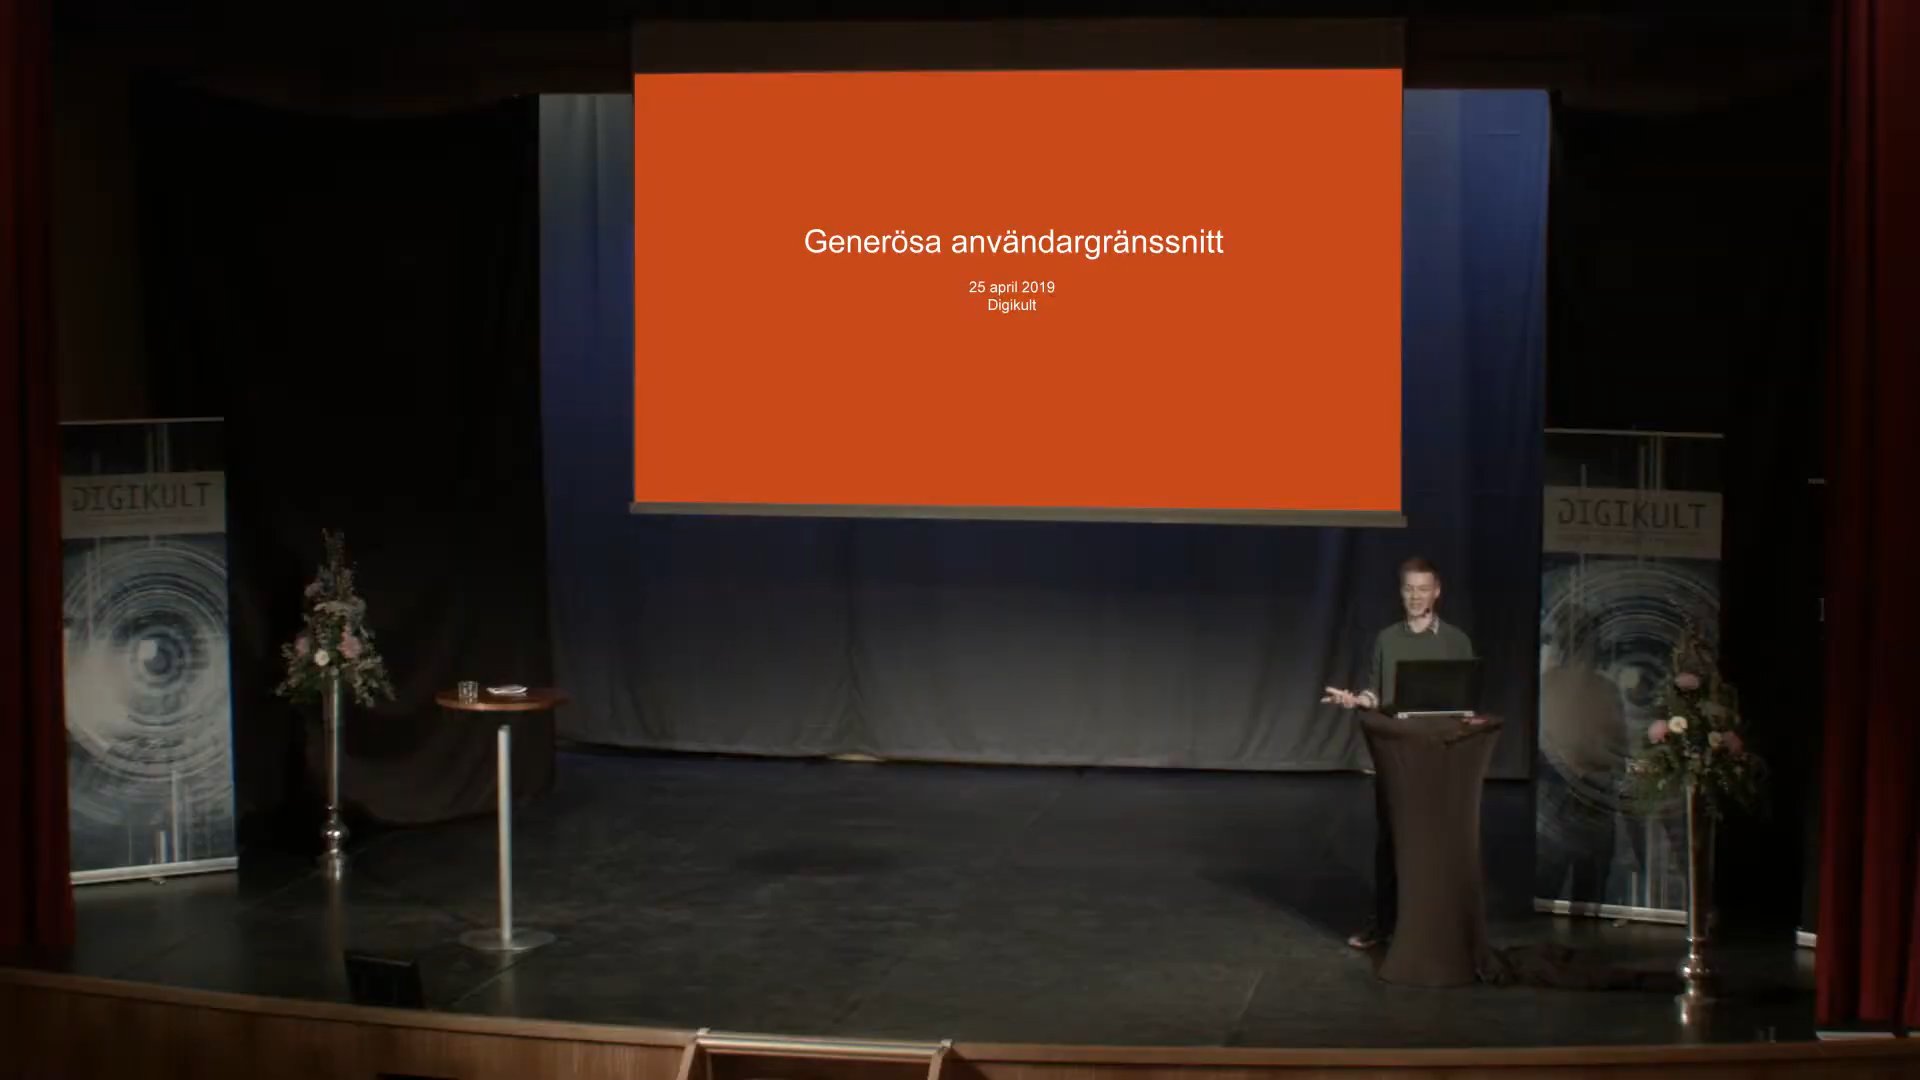 Generösa användargränssnitt
25 april 2019
Digikult
DIGIKULT
DIGIKULT